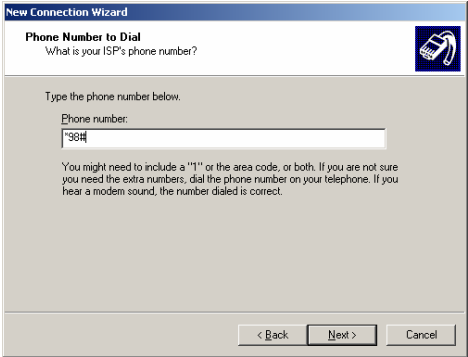 New Connection Wizard
Phone Number to Dial
What is your ISP's phone number?
Type the phone number below.
Phone number:
*98#
You might need to include a "1" or the area code, or both. If you are not sure
you need the extra numbers, dial the phone number on your telephone. If you
hear a modem sound, the number dialed is correct.
< Back Next > Cancel